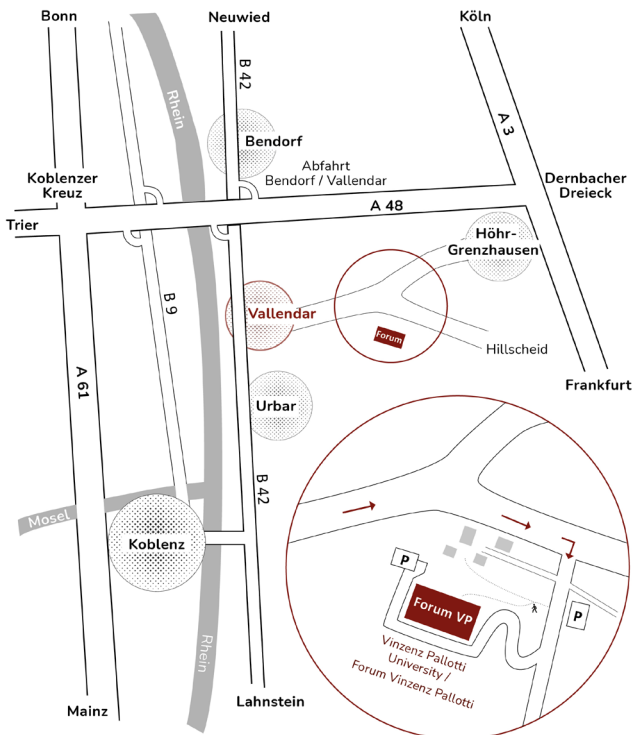 Bonn
Neuwied
Köln
B 42
Rhein
A 3
Bendorf
Abfahrt
Bendorf / Vallendar
Koblenzer
Kreuz
Dernbacher
Dreieck
A 48
Trier
Höhr-
Grenzhausen
B 9
Vallendar
Forum
Hillscheid
A 61
Frankfurt
Urbar
B 42
Mosel
Koblenz
P
Forum VP
P
Vinzenz Pallotti
University /
Forum Vinzenz Pallotti
Rhein
Lahnstein
Mainz